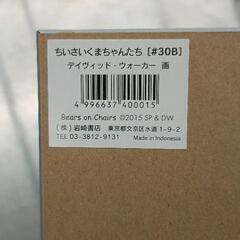 ちいさいくまちゃんたち [#30B]
デイヴィッド・ウォーカー 画
4 996637 400015
Bears on Chairs ©2015 SP & DW
(株) 岩崎書店 東京都文京区水道 1-9-2
TEL 03-3812-9131 Made in Indonesia